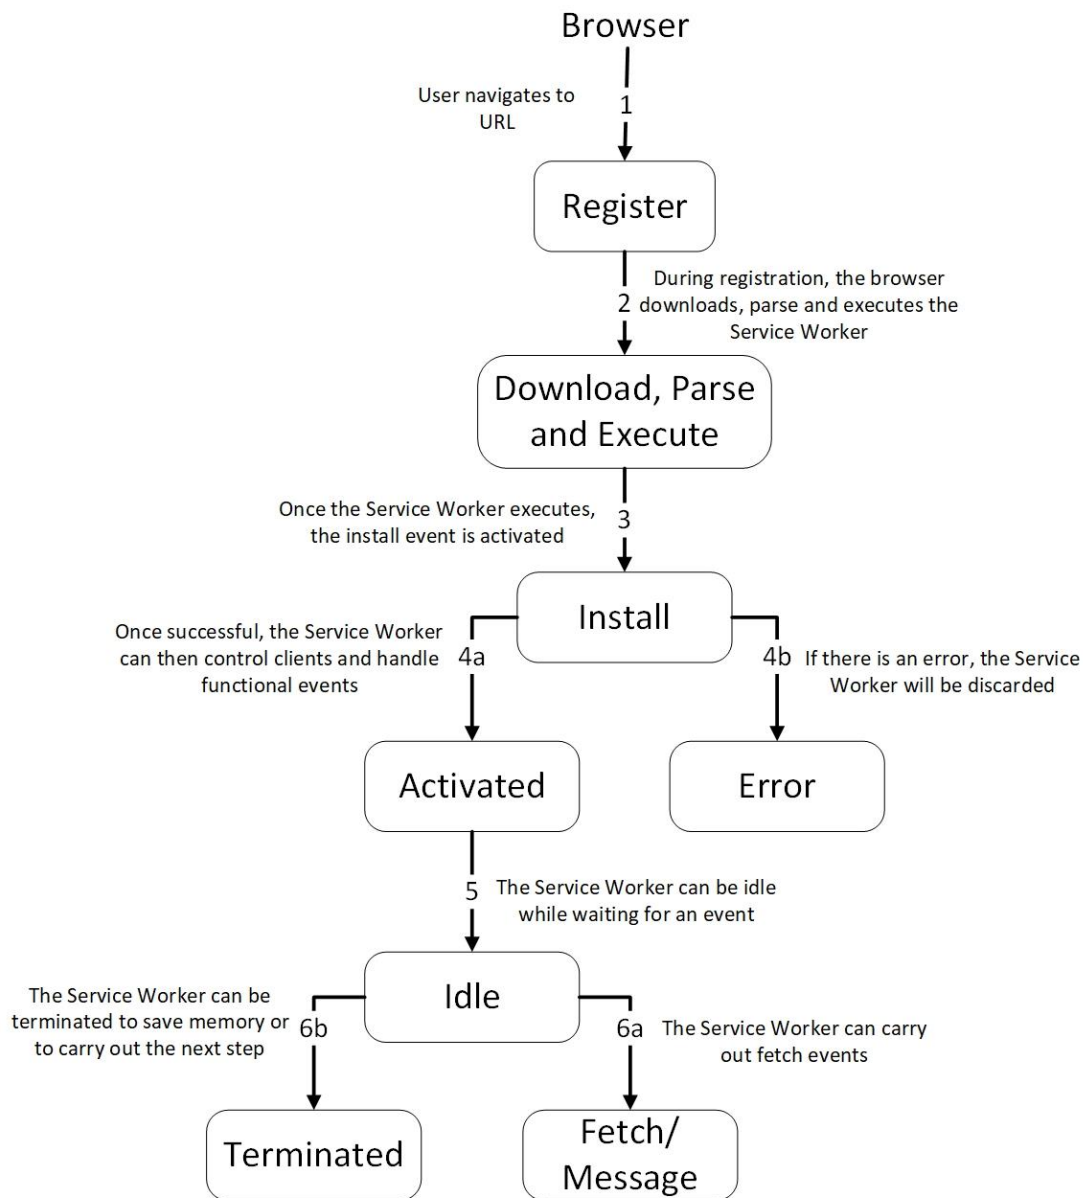 Browser
User navigates to
URL
1
Register
During registration, the browser
2 downloads, parse and executes the
Service Worker
Download, Parse
and Execute
Once the Service Worker executes,
the install event is activated
3
Install
Once successful, the Service Worker
can then control clients and handle
functional events
4a
4b
If there is an error, the Service
Worker will be discarded
Activated
Error
5
The Service Worker can be idle
while waiting for an event
Idle
The Service Worker can be
terminated to save memory or
to carry out the next step
6b
6a
The Service Worker can carry
out fetch events
Terminated
Fetch/
Message